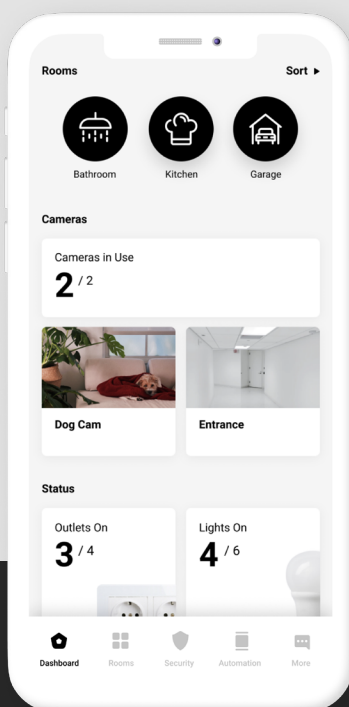 Rooms Sort ▸
Bathroom Kitchen Garage
Cameras
Cameras in Use
2 / 2
Dog Cam Entrance
Status
Outlets On Lights On
3 / 4 4 / 6
Dashboard Rooms Security Automation More